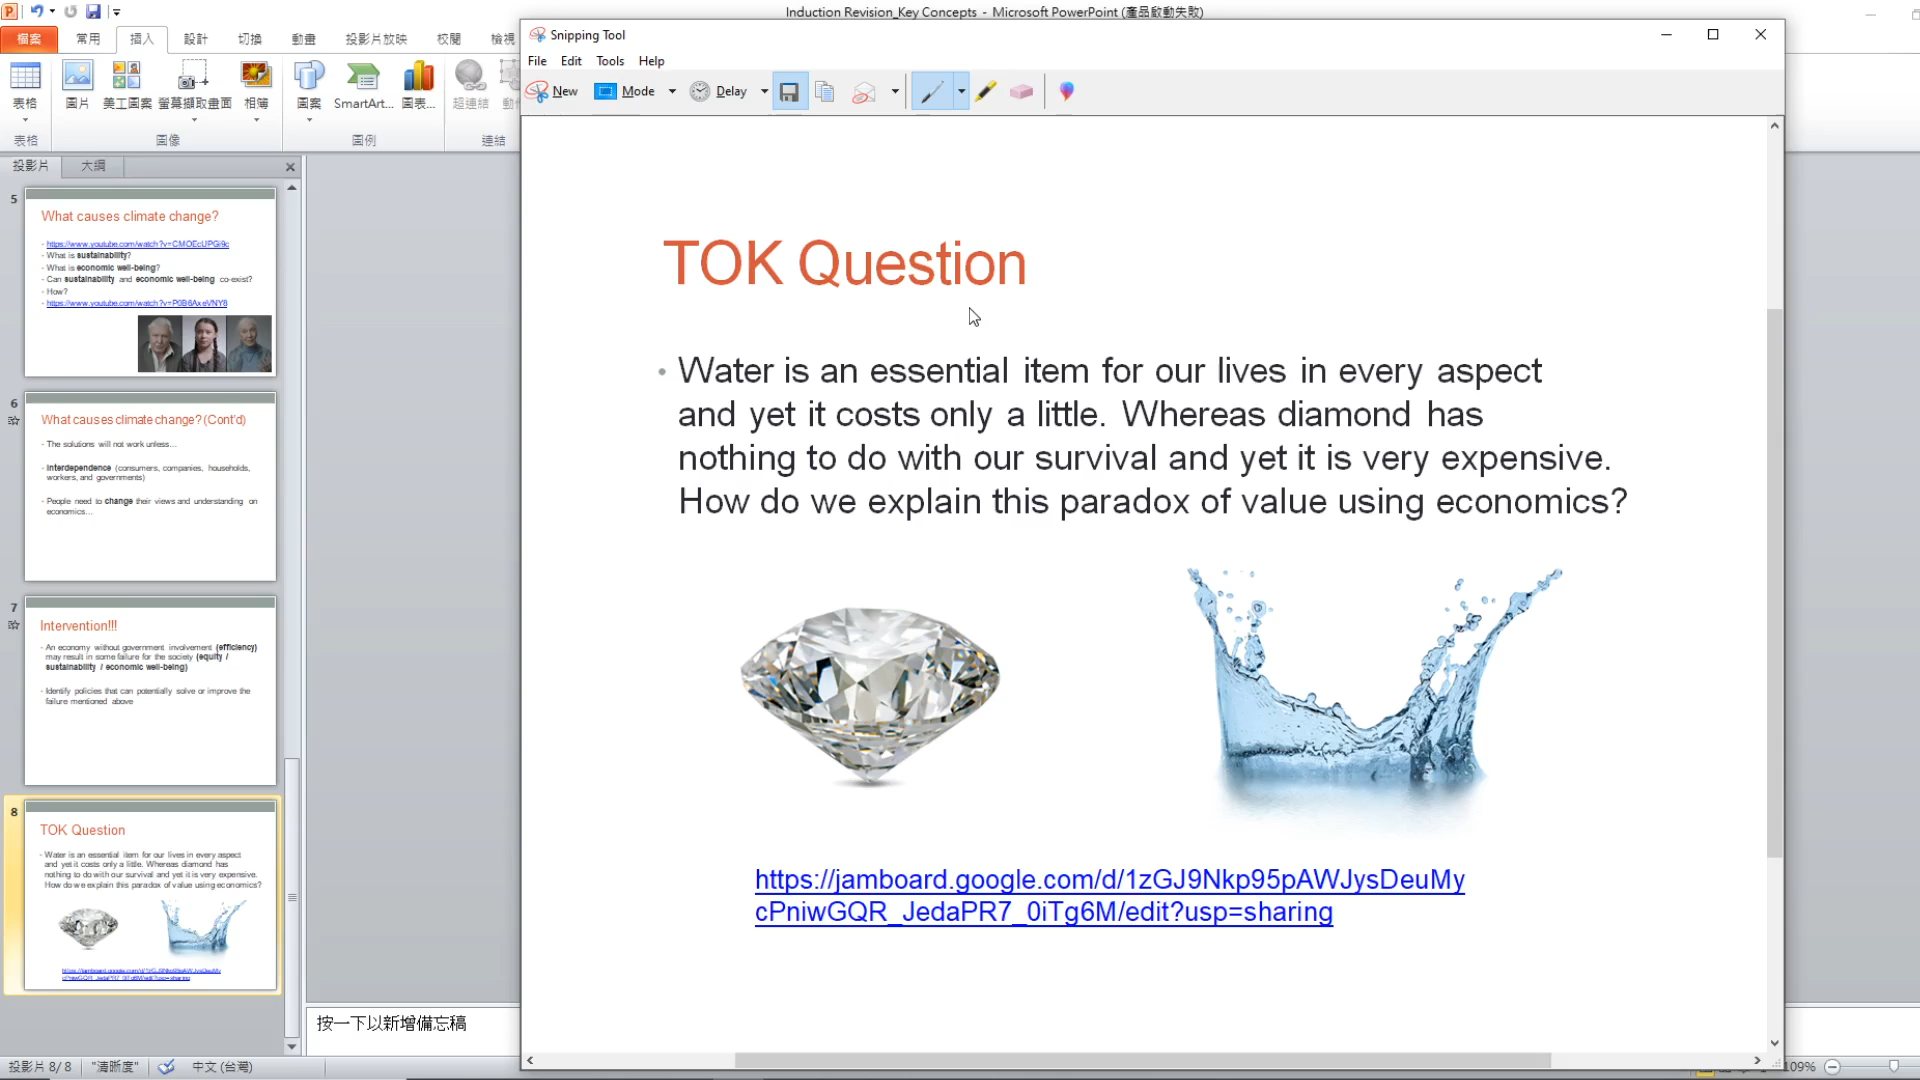 Induction Revision_Key Concepts - Microsoft PowerPoint (產品啟動失敗)
檔案 常用 插入 設計 切換 動畫 投影片放映 校閱 檢視
表格 圖片 美工圖案 螢幕擷取畫面 相簿 圖案 SmartArt... 圖表... 超連結
表格 圖像 圖例 連結
投影片 大綱
5
What causes climate change?
What is sustainability?
What is economic well-being?
Can sustainability and economic well-being co-exist?
How?
6
What causes climate change? (Cont'd)
The solutions will not work unless...
Interdependence (consumers, companies, households,
workers, and governments)
People need to change their views and understanding on
economics...
7
Intervention!!!
An economy without government involvement (efficiency)
may result in some failure for the society (equity /
sustainability / economic well-being)
Identify policies that can potentially solve or improve the
failure mentioned above
8
TOK Question
Water is an essential item for our lives in every aspect
and yet it costs only a little. Whereas diamond has
nothing to do with our survival and yet it is very expensive.
How do we explain this paradox of value using economics?
投影片 8/8 "清晰度" 中文 (台灣)
按一下以新增備忘稿
Snipping Tool
File Edit Tools Help
New Mode Delay
TOK Question
• Water is an essential item for our lives in every aspect
and yet it costs only a little. Whereas diamond has
nothing to do with our survival and yet it is very expensive.
How do we explain this paradox of value using economics?
https://jamboard.google.com/d/1zGJ9Nkp95pAWJysDeuMy
cPniwGQR_JedaPR7_0iTg6M/edit?usp=sharing
109%